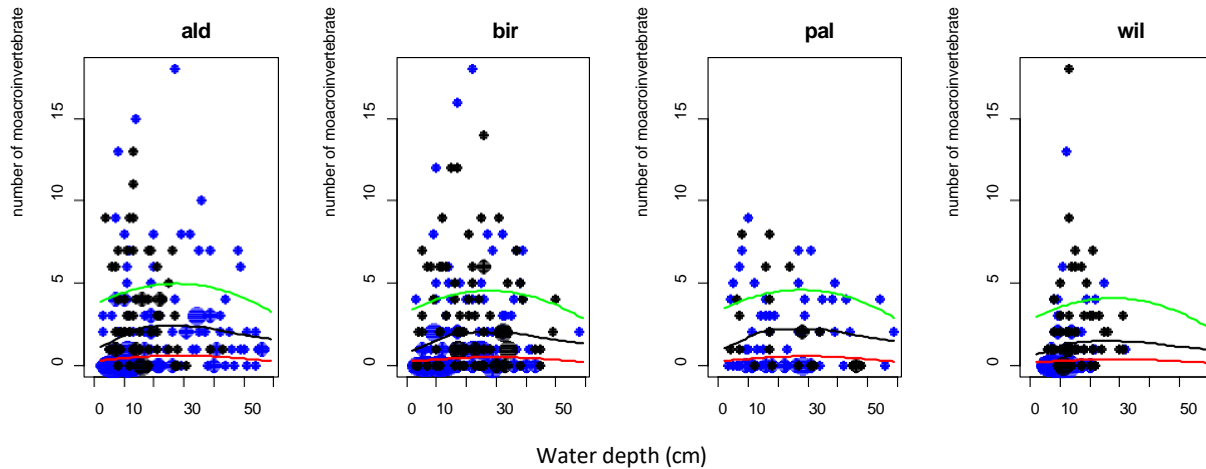 ald
bir
pal
wil
number of moacroinvertebrate
0 5 10 15
0 10 30 50
number of moacroinvertebrate
0 5 10 15
0 10 30 50
number of moacroinvertebrate
0 5 10 15
0 10 30 50
number of moacroinvertebrate
0 5 10 15
0 10 30 50
Water depth (cm)